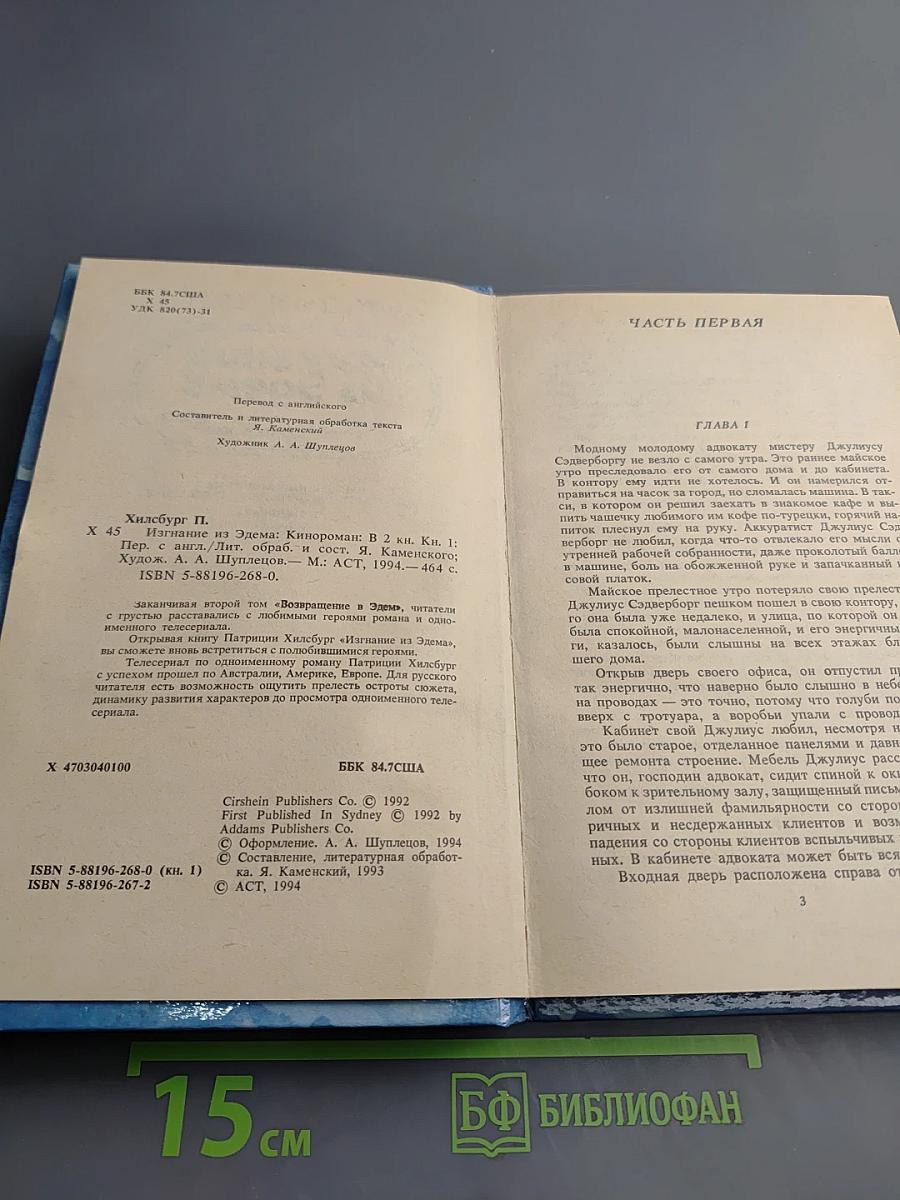 ББК 84.7США
Х 45
УДК 820(73)-31
Перевод с английского
Составитель и литературная обработка текста
Я. Каменский
Художник А. А. Шуплецов
Хилсбург П.
Х 45 Изгнание из Эдема: Кинороман: В 2 кн. Кн. 1:
Пер. с англ./Лит. обраб. и сост. Я. Каменского;
Худож. А. А. Шуплецов.— М.: АСТ, 1994.— 464 с.
ISBN 5-88196-268-0.
Заканчивая второй том «Возвращение в Эдем», читатели
с грустью расставались с любимыми героями романа и одно-
именного телесериала.
Открывая книгу Патриции Хилсбург «Изгнание из Эдема»,
вы сможете вновь встретиться с полюбившимися героями.
Телесериал по одноименному роману Патриции Хилсбург
с успехом прошел по Австралии, Америке, Европе. Для русского
читателя есть возможность ощутить прелесть остроты сюжета,
динамику развития характеров до просмотра одноименного теле-
сериала.
Х 4703040100 ББК 84.7США
Cirshein Publishers Co. © 1992
First Published In Sydney © 1992 by
Addams Publishers Co.
© Оформление. А. А. Шуплецов, 1994
© Составление, литературная обработ-
ка. Я. Каменский, 1993
© АСТ, 1994
ISBN 5-88196-268-0 (кн. 1)
ISBN 5-88196-267-2
ЧАСТЬ ПЕРВАЯ
ГЛАВА I
Модному молодому адвокату мистеру Джулиусу
Сэдверборгу не везло с самого утра. Это раннее майское
утро преследовало его от самого дома и до кабинета.
В контору ему идти не хотелось. И он намерился от-
правиться на часок за город, но сломалась машина. В так-
си, в котором он решил заехать в знакомое кафе и вы-
пить чашечку любимого им кофе по-турецки, горячий на-
питок плеснул ему на руку. Аккуратист Джулиус Сэд-
верборг не любил, когда что-то отвлекало его мысли
утренней рабочей собранности, даже проколотый балло
в машине, боль на обожженной руке и запачканный
совой платок.
Майское прелестное утро потеряло свою прелест
Джулиус Сэдверборг пешком пошел в свою контору,
го она была уже недалеко, и улица, по которой он
была спокойной, малонаселенной, и его энергичны
ги, казалось, были слышны на всех этажах бл
шего дома.
Открыв дверь своего офиса, он отпустил пр
так энергично, что наверно было слышно в небе
на проводах — это точно, потому что голуби по
вверх с тротуара, а воробьи упали с провод
Кабинет свой Джулиус любил, несмотря н
это было старое, отделанное панелями и давн
щее ремонта строение. Мебель Джулиус расс
что он, господин адвокат, сидит спиной к ок
боком к зрительному залу, защищенный письм
лом от излишней фамильярности со сторо
ричных и несдержанных клиентов и возм
падения со стороны клиентов вспыльчивых
ных. В кабинете адвоката может быть вся
Входная дверь расположена справа от
3
15 см
БФ БИБЛИОФАН